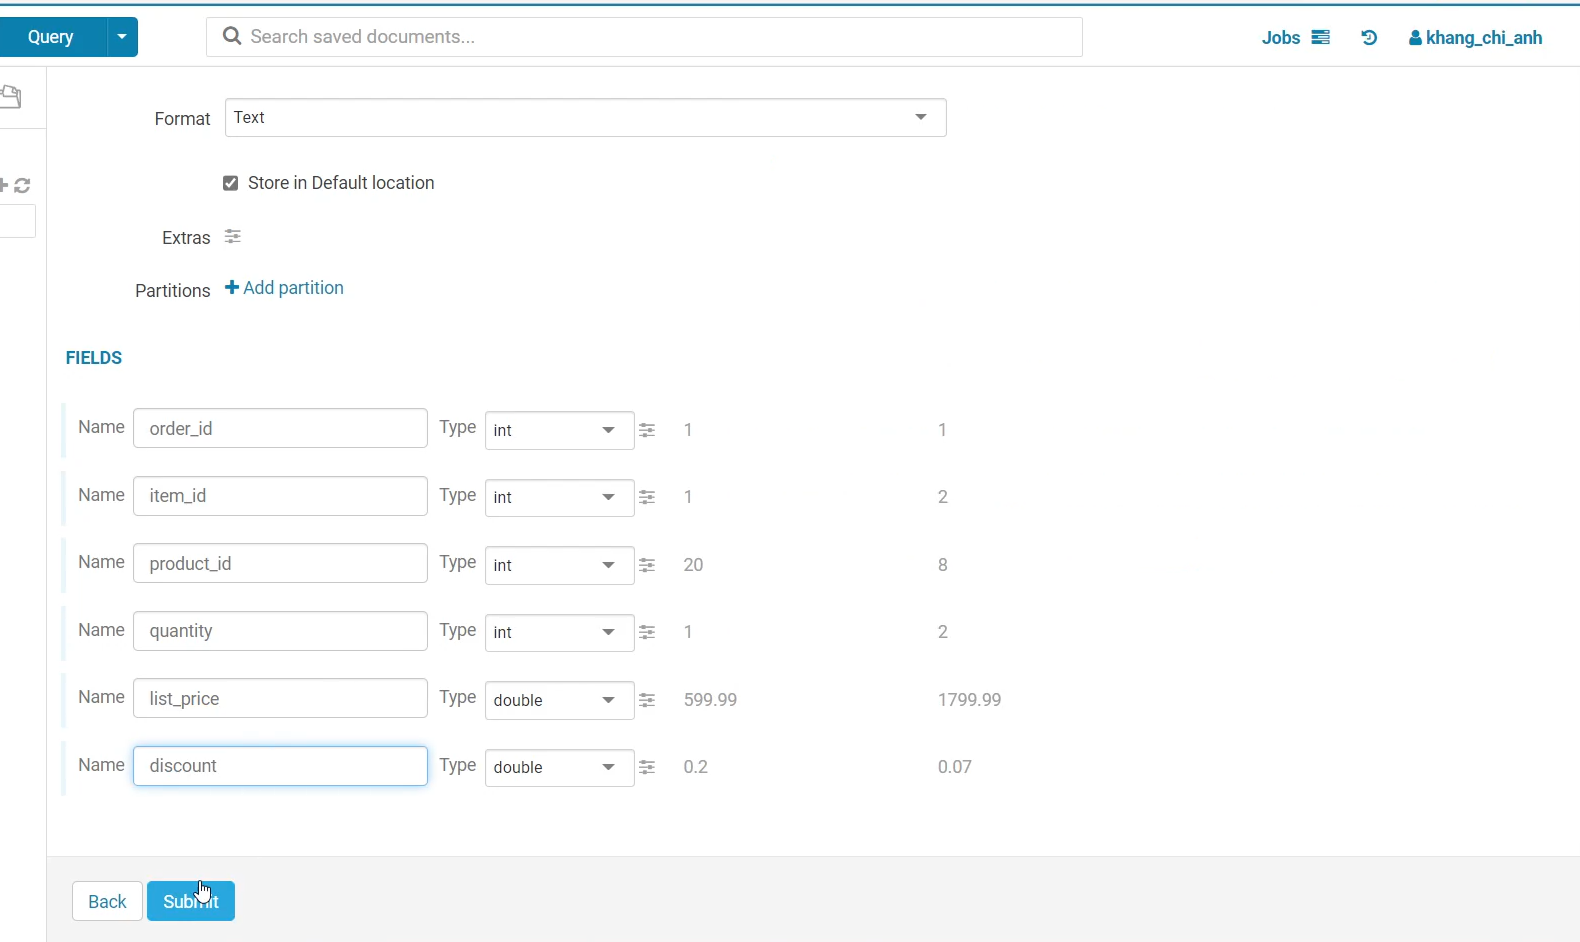 Query
Search saved documents...
Jobs
khang_chi_anh
Format Text
Store in Default location
Extras
Partitions Add partition
FIELDS
Name order_id Type int 1 1
Name item_id Type int 1 2
Name product_id Type int 20 8
Name quantity Type int 1 2
Name list_price Type double 599.99 1799.99
Name discount Type double 0.2 0.07
Back Submit